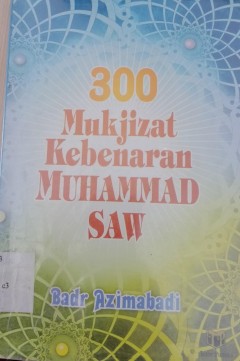 300
Mukjizat
Kebenaran
MUHAMMAD
SAW
Badr Azimabadi